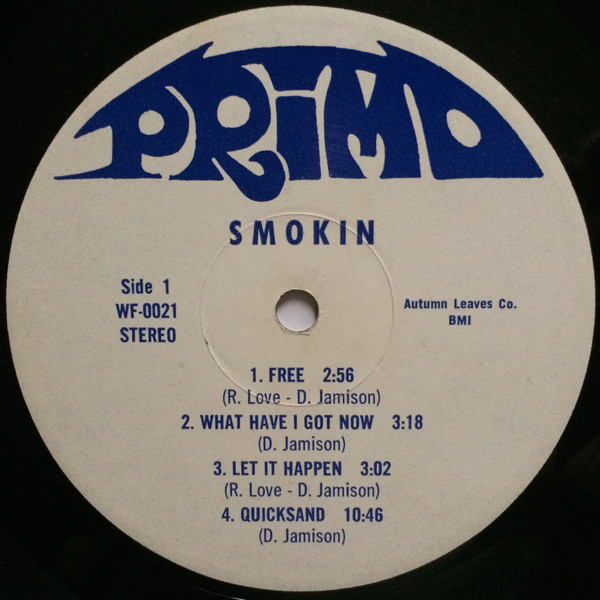 PRIMO
SMOKIN
Side 1
WF-0021
STEREO
Autumn Leaves Co.
BMI
1. FREE 2:56
(R. Love - D. Jamison)
2. WHAT HAVE I GOT NOW 3:18
(D. Jamison)
3. LET IT HAPPEN 3:02
(R. Love - D. Jamison)
4. QUICKSAND 10:46
(D. Jamison)